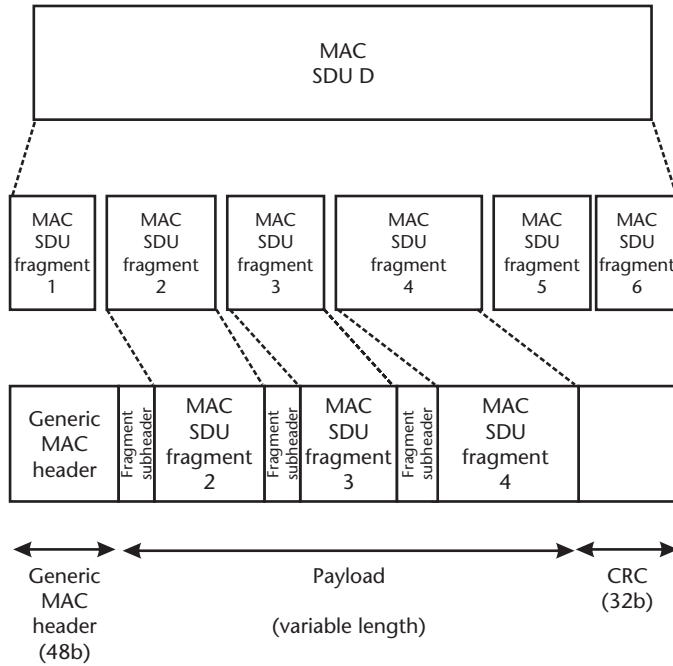 MAC
SDU D
MAC
SDU
fragment
1
MAC
SDU
fragment
2
MAC
SDU
fragment
3
MAC
SDU
fragment
4
MAC
SDU
fragment
5
MAC
SDU
fragment
6
Generic
MAC
header
Fragment
subheader
MAC
SDU
fragment
2
Fragment
subheader
MAC
SDU
fragment
3
Fragment
subheader
MAC
SDU
fragment
4
Generic
MAC
header
(48b)
Payload
(variable length)
CRC
(32b)